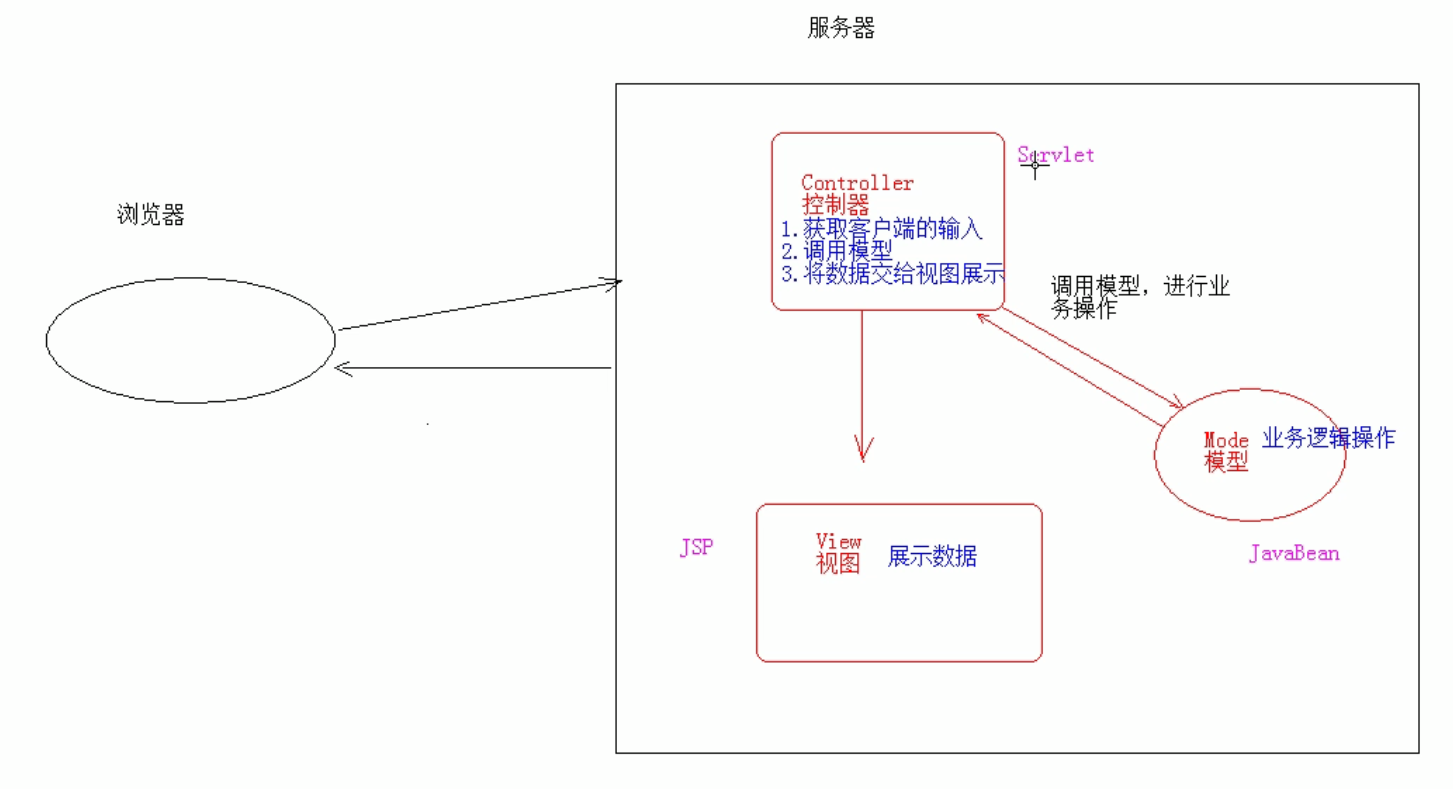 服务器
Servlet
Controller
控制器
1.获取客户端的输入
2.调用模型
3.将数据交给视图展示
浏览器
调用模型，进行业
务操作
Mode 业务逻辑操作
模型
JSP
View
视图
展示数据
JavaBean